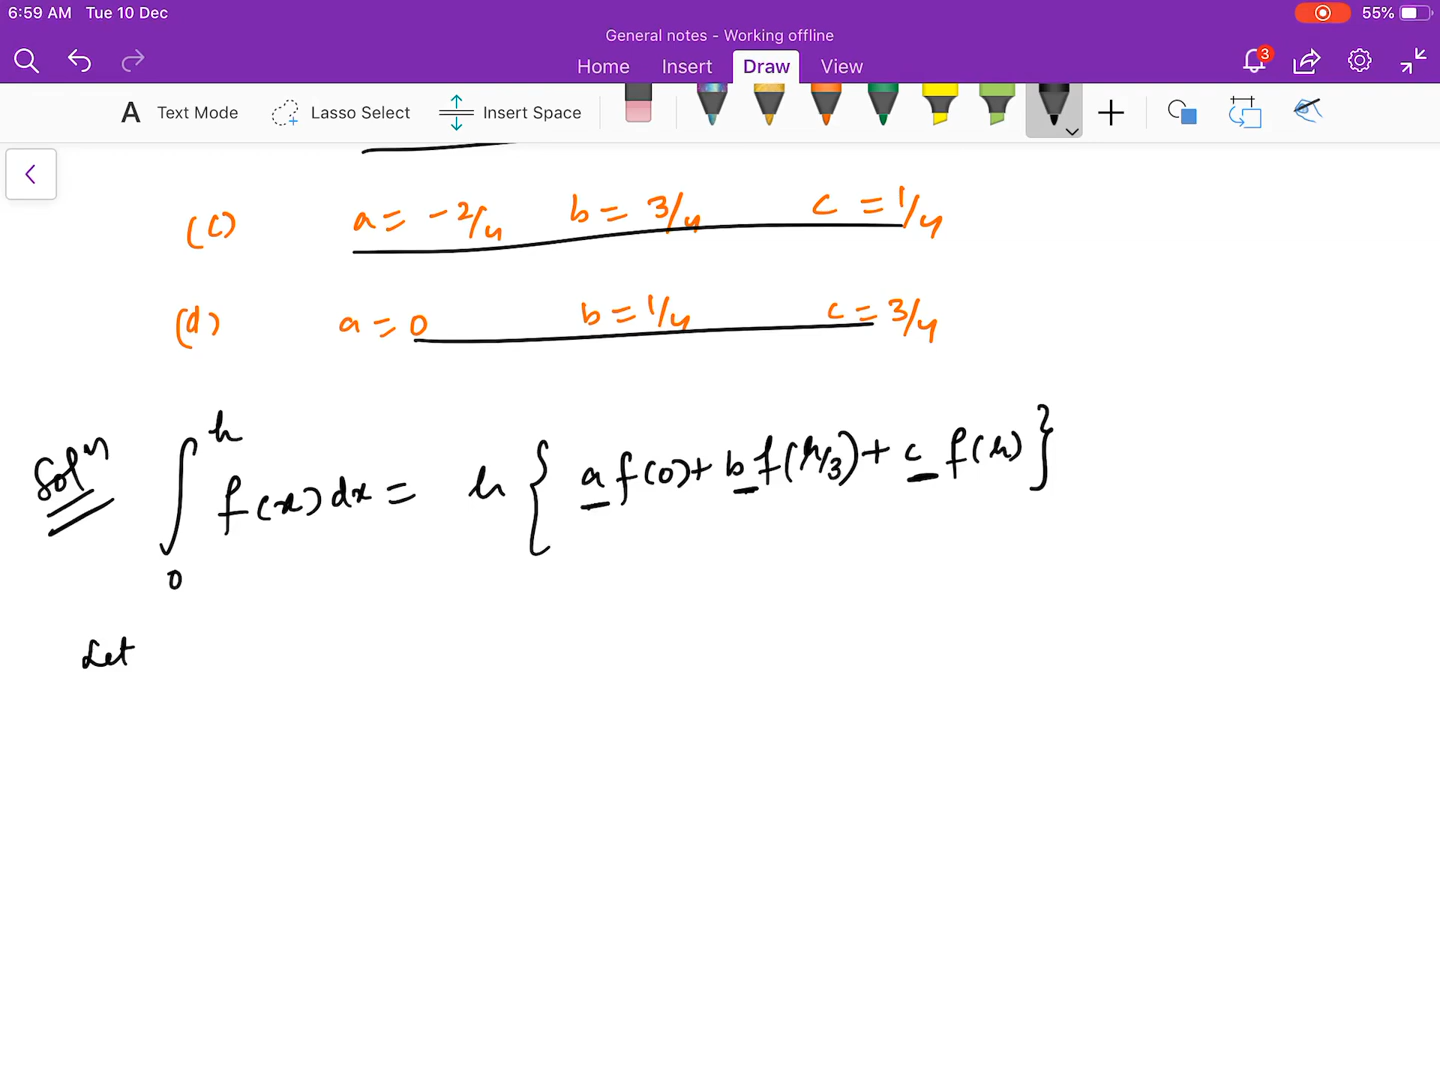 6:59 AM Tue 10 Dec
55%
General notes - Working offline
Home Insert Draw View
3
A Text Mode Lasso Select Insert Space
(c) a = -2/4 b = 3/4 c = 1/4
(d) a = 0 b = 1/4 c = 3/4
Solⁿ ∫₀ʰ f(x) dx = h { a f(0) + b f(h/3) + c f(h) }
Let